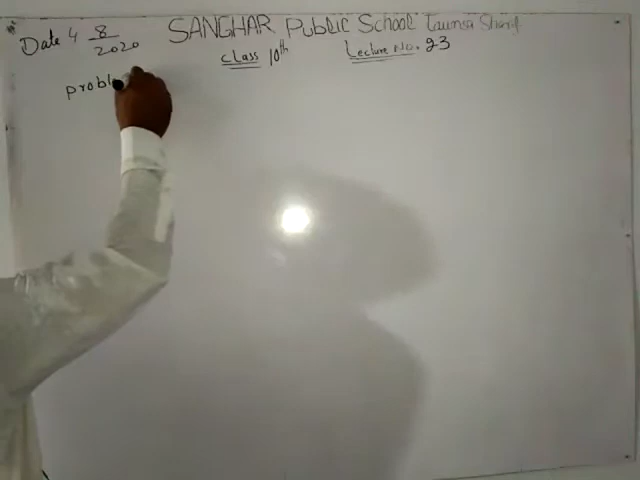 SANGHAR Public School Taunsa Sharif
Date 4 8/2020
Class 10th Lecture No. 23
Probl